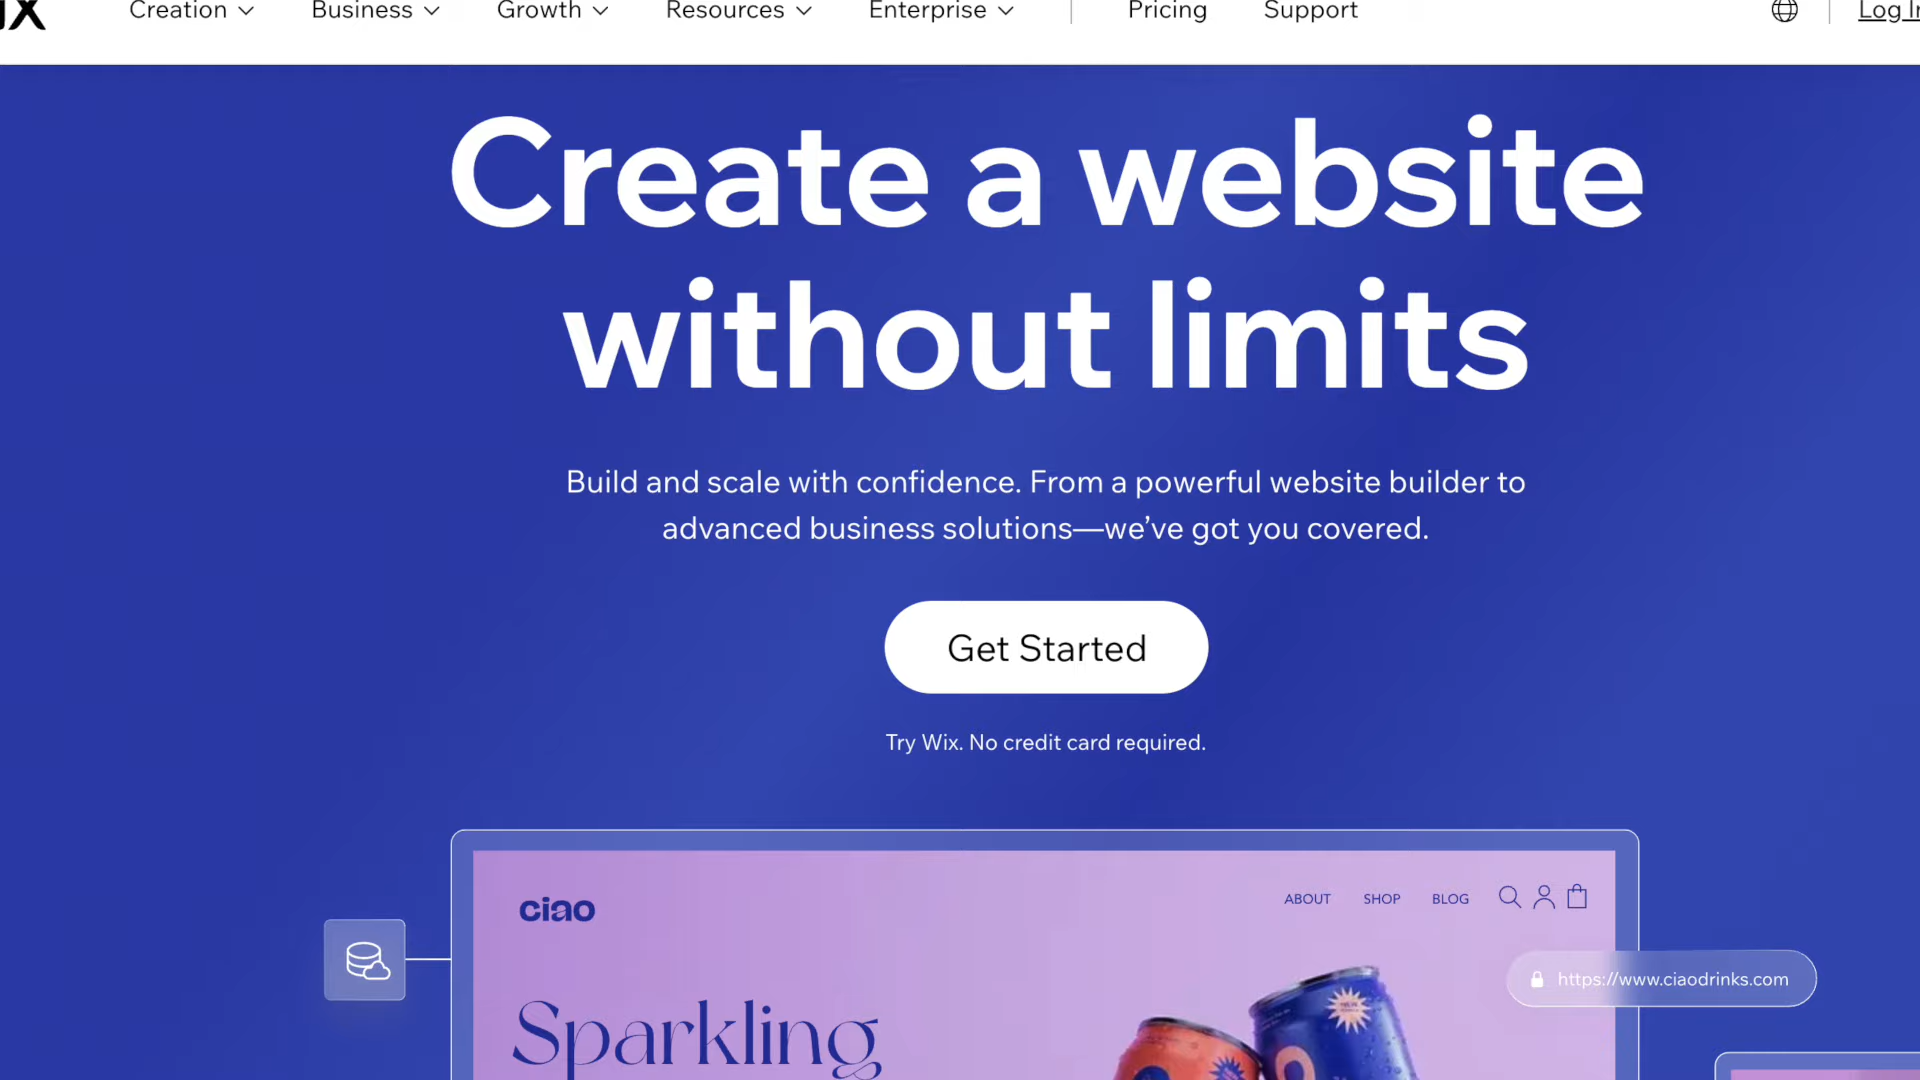 Creation
Business
Growth
Resources
Enterprise
Pricing
Support
Create a website
without limits
Build and scale with confidence. From a powerful website builder to
advanced business solutions—we’ve got you covered.
Get Started
Try Wix. No credit card required.
ciao
ABOUT
SHOP
BLOG
https://www.ciaodrinks.com
Sparkling